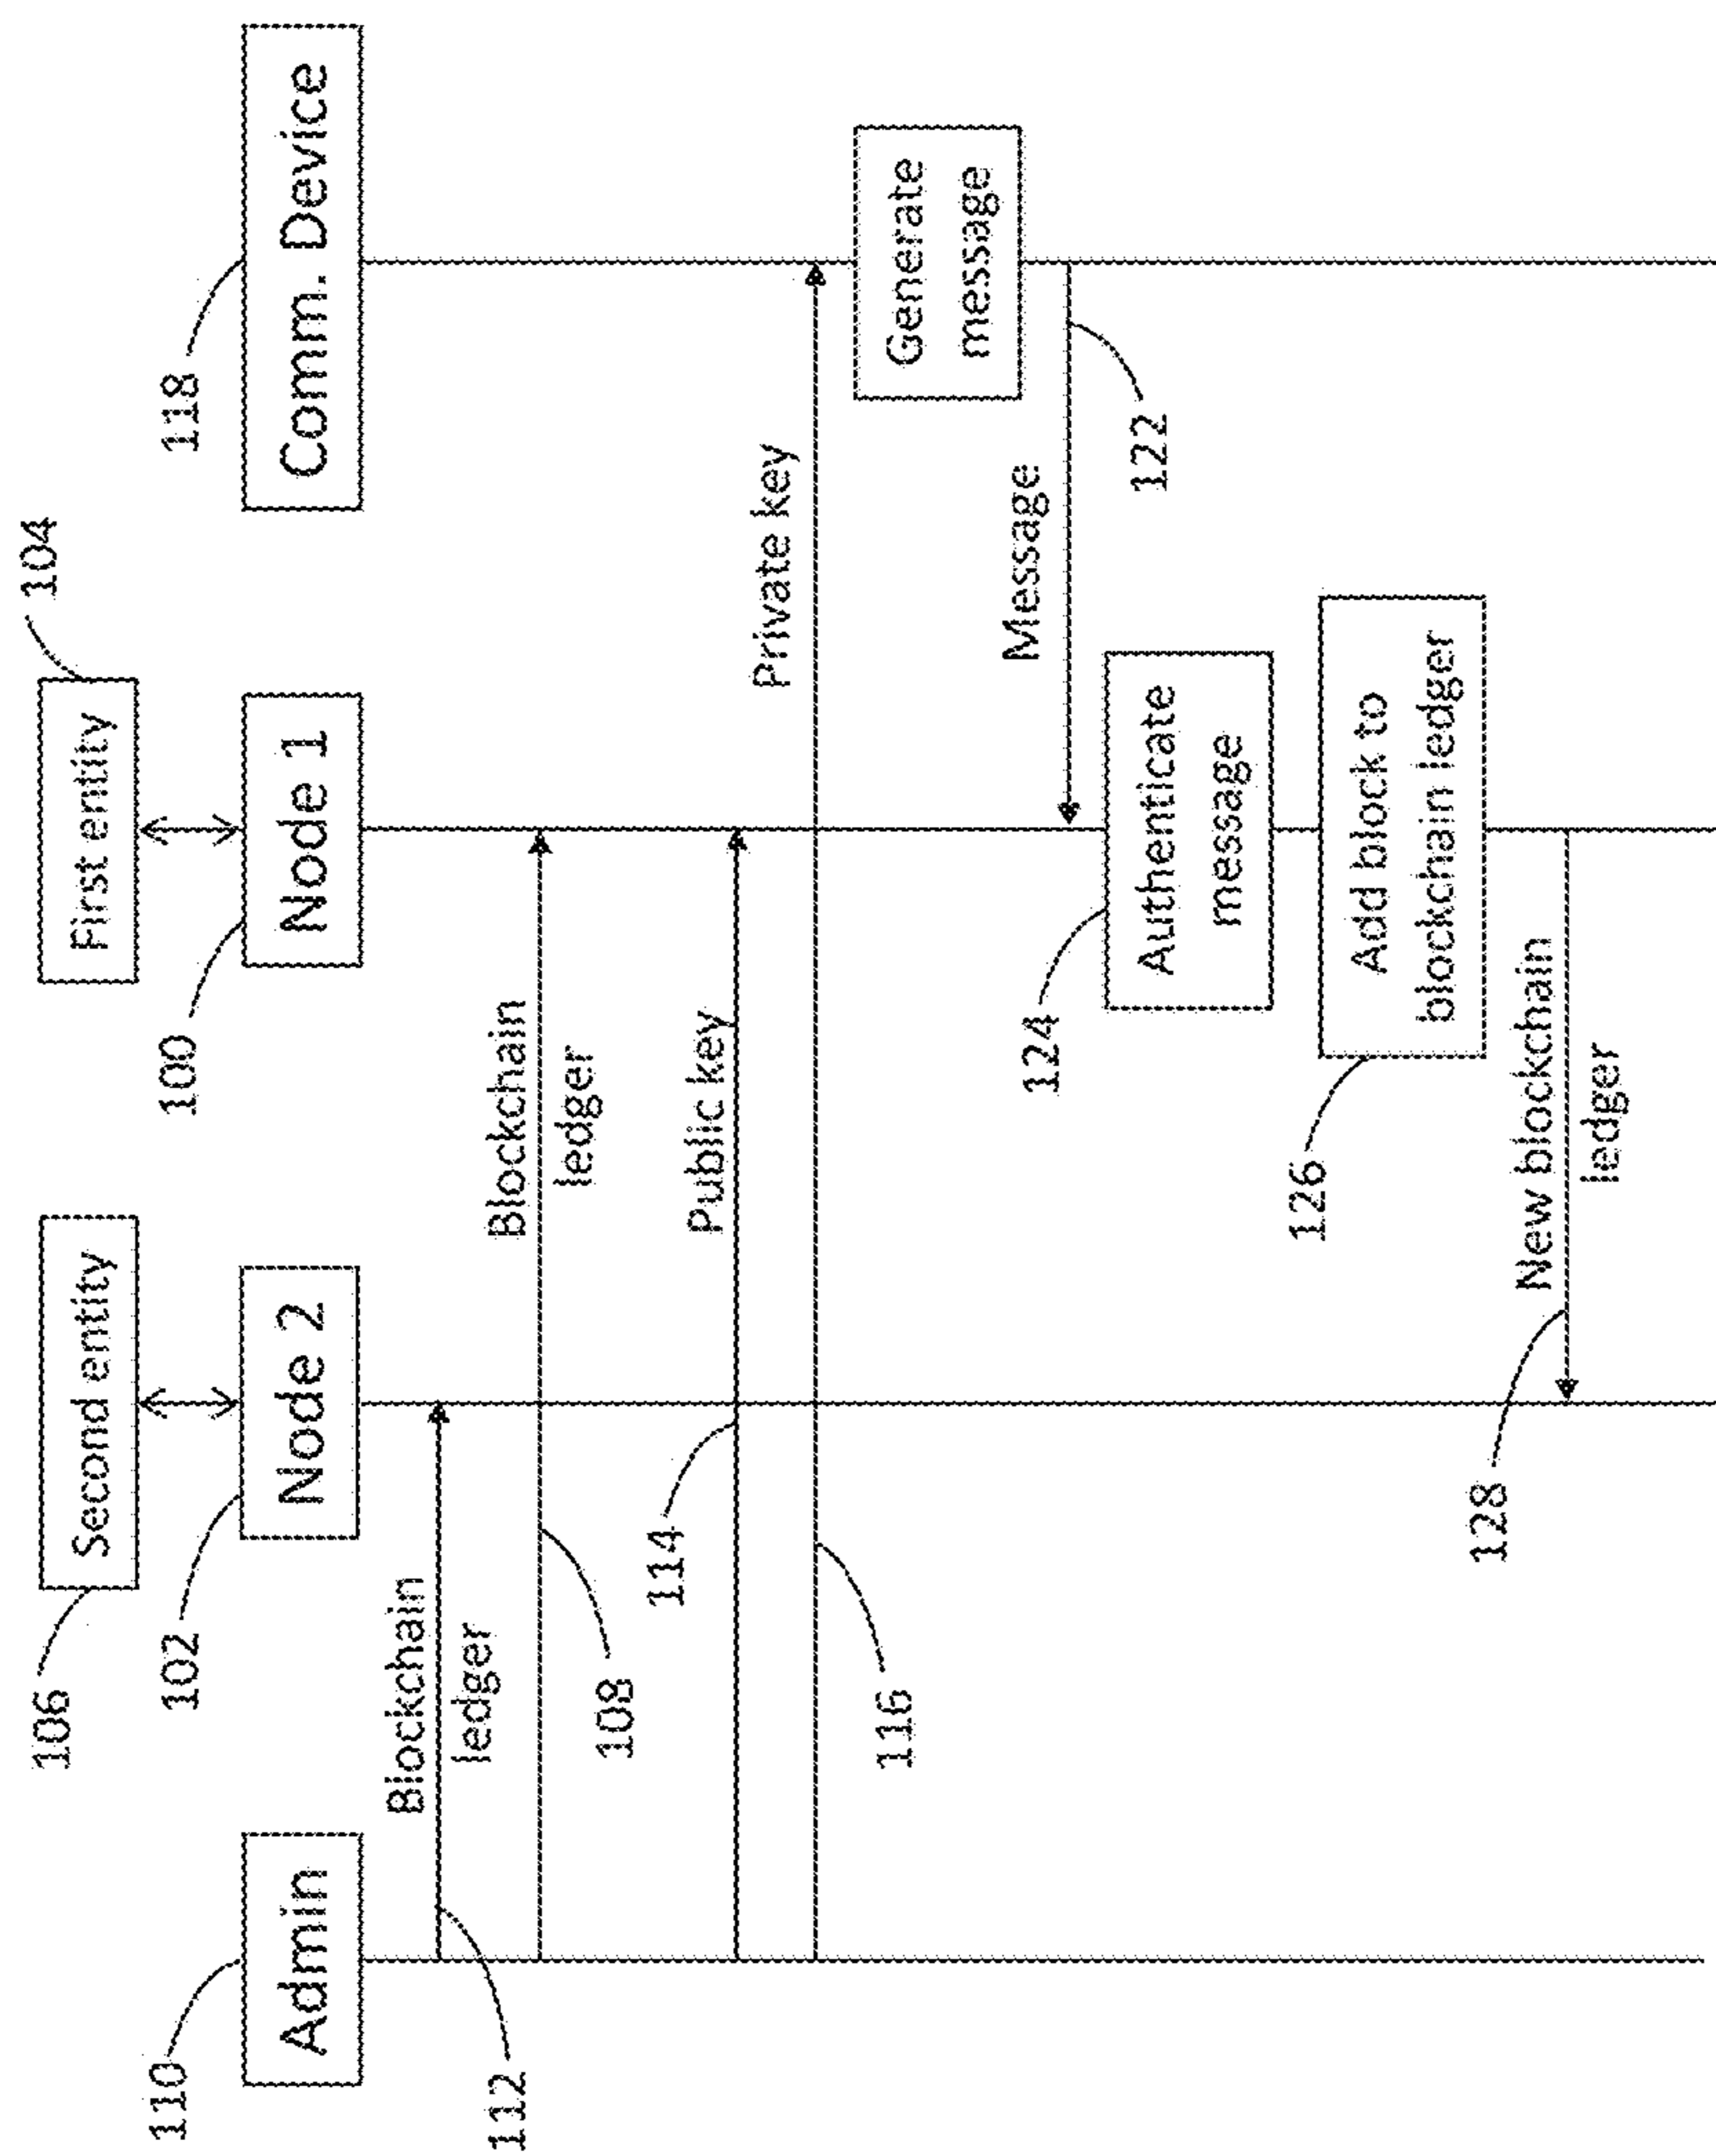 104
First entity
Second entity
106
118
110
102
100
Admin
Node 2
Node 1
Comm. Device
Blockchain
ledger
112
Blockchain
ledger
108
Public key
114
Private key
116
Generate
message
Message
122
Authenticate
message
124
Add block to
blockchain ledger
126
New blockchain
ledger
128